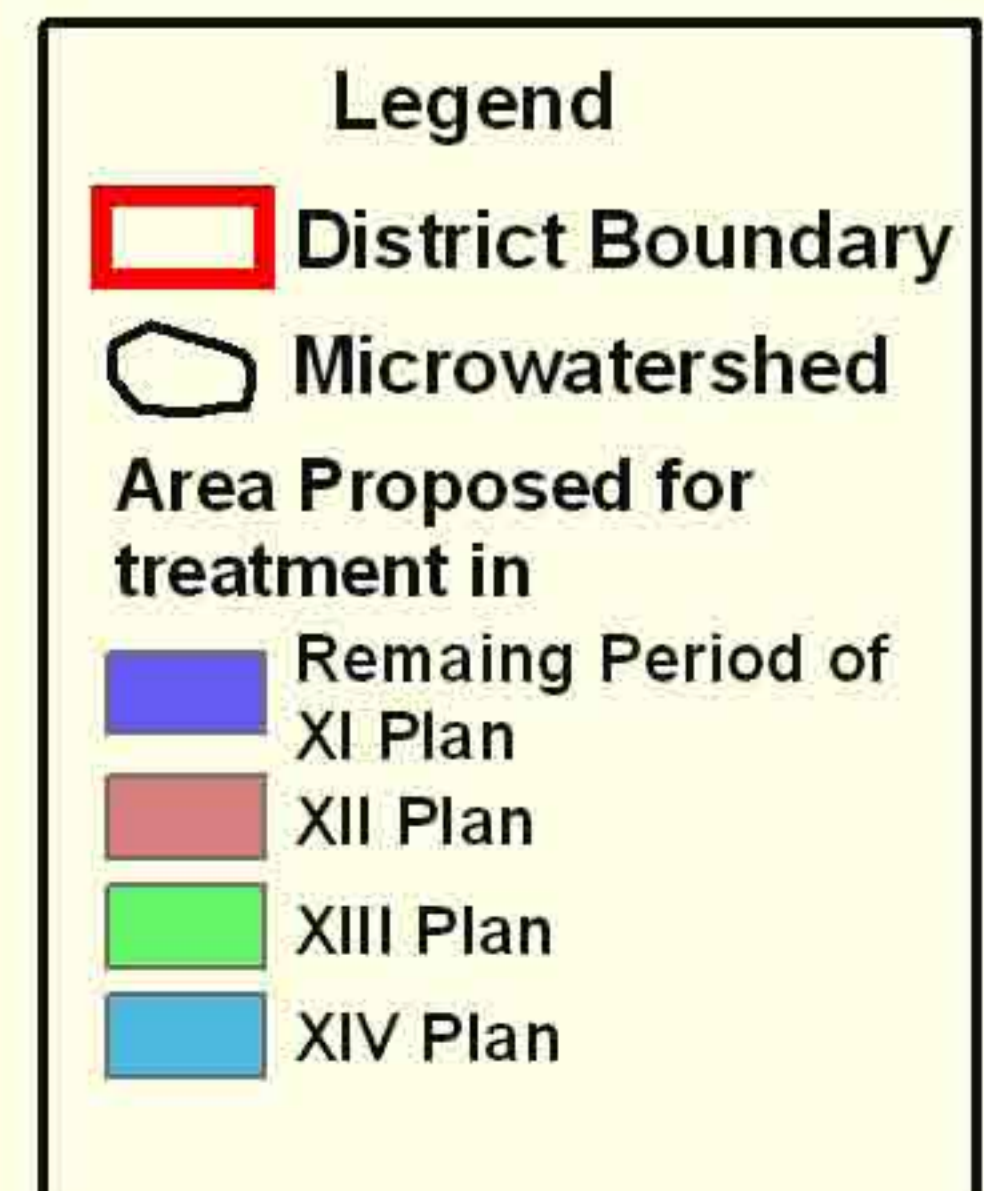 Legend
District Boundary
Microwatershed
Area Proposed for
treatment in
Remaing Period of
XI Plan
XII Plan
XIII Plan
XIV Plan